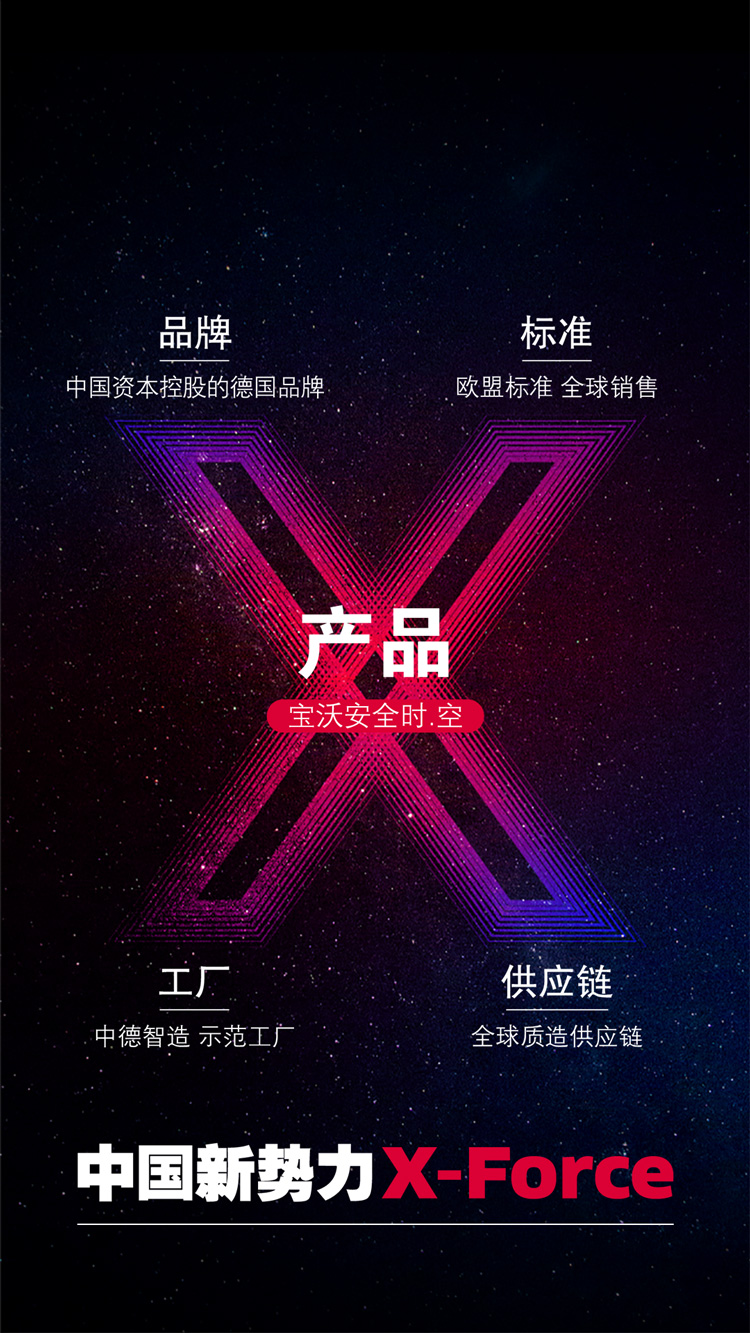 品牌
中国资本控股的德国品牌
标准
欧盟标准 全球销售
产品
宝沃安全时.空
工厂
中德智造 示范工厂
供应链
全球质造供应链
中国新势力X-Force